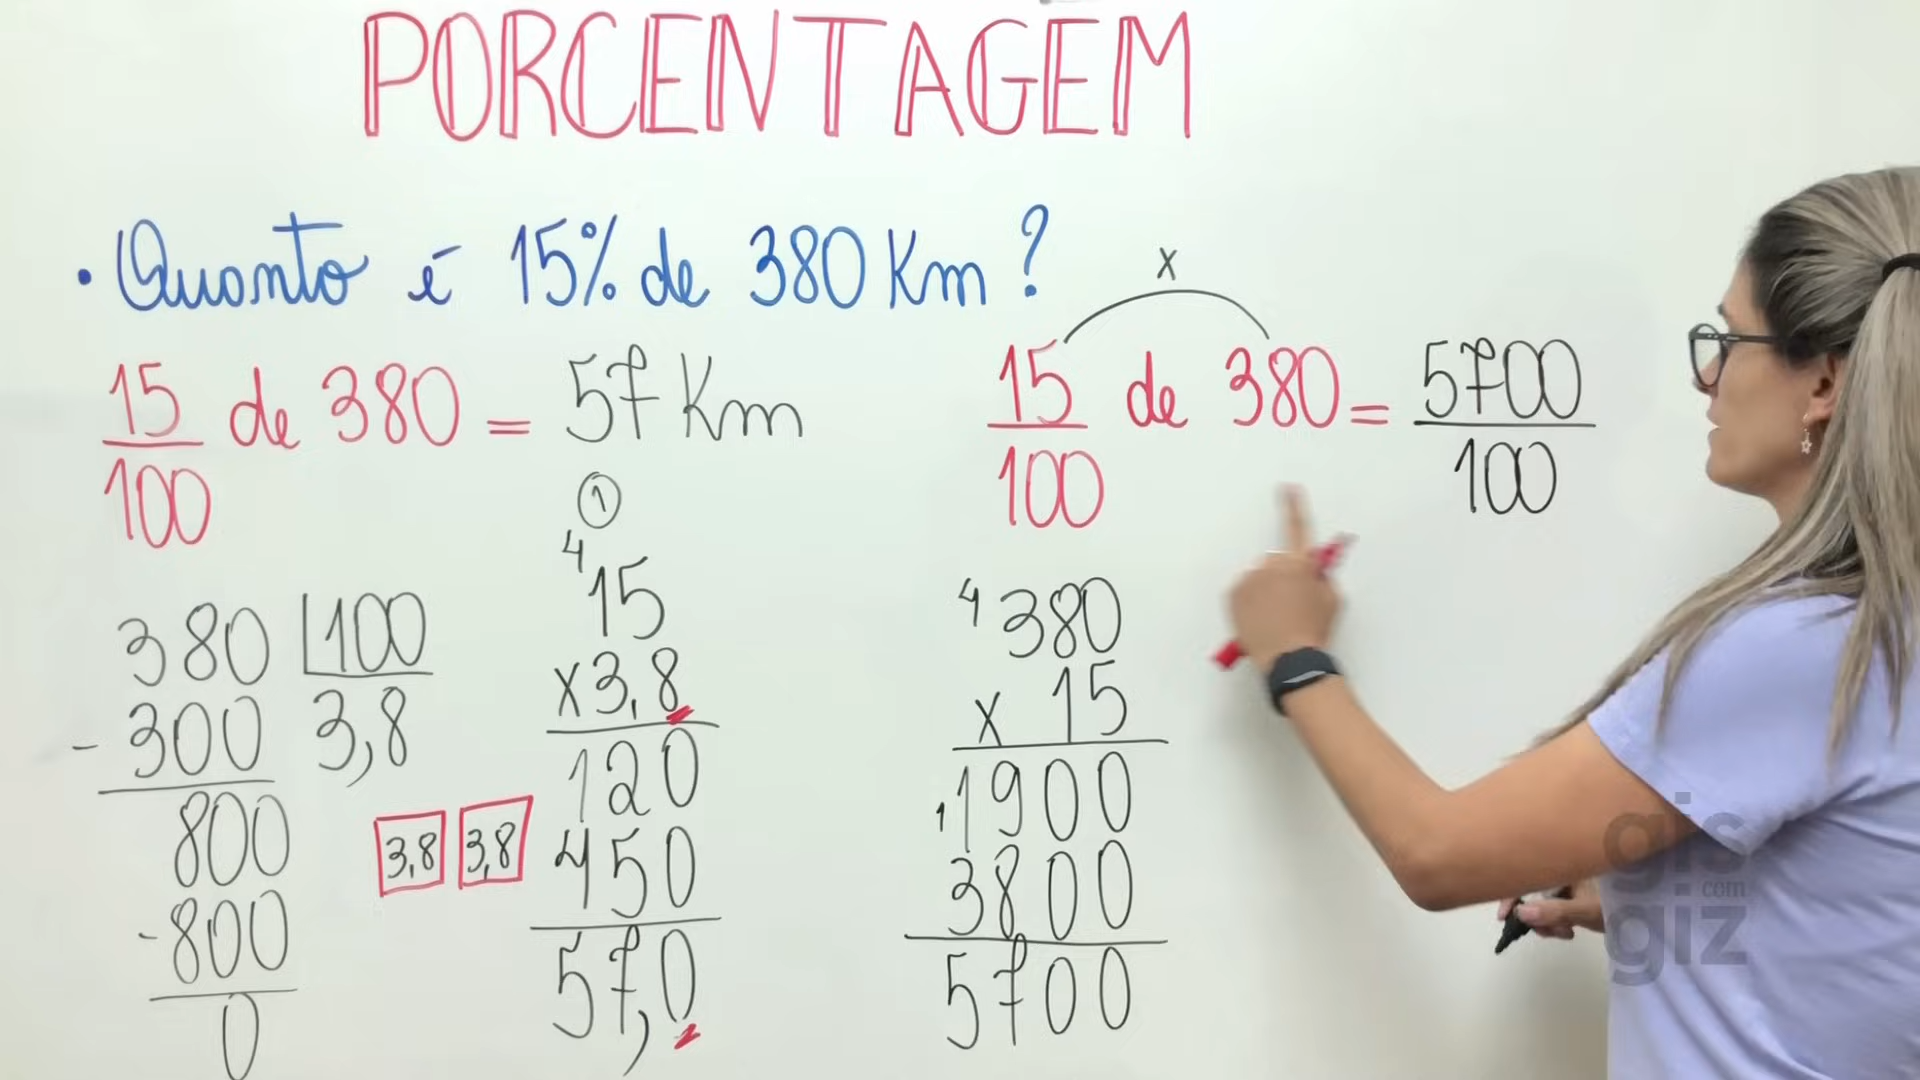 PORCENTAGEM
• Quanto é 15% de 380 Km?
15/100 de 380 = 57 Km
1
380 |100
- 300 3,8
800
- 800
0
3,8 3,8
4
15
x 3,8
120
450
57,0
x
15/100 de 380 = 5700/100
4
380
x 15
1
1900
3800
5700
gis
com
giz